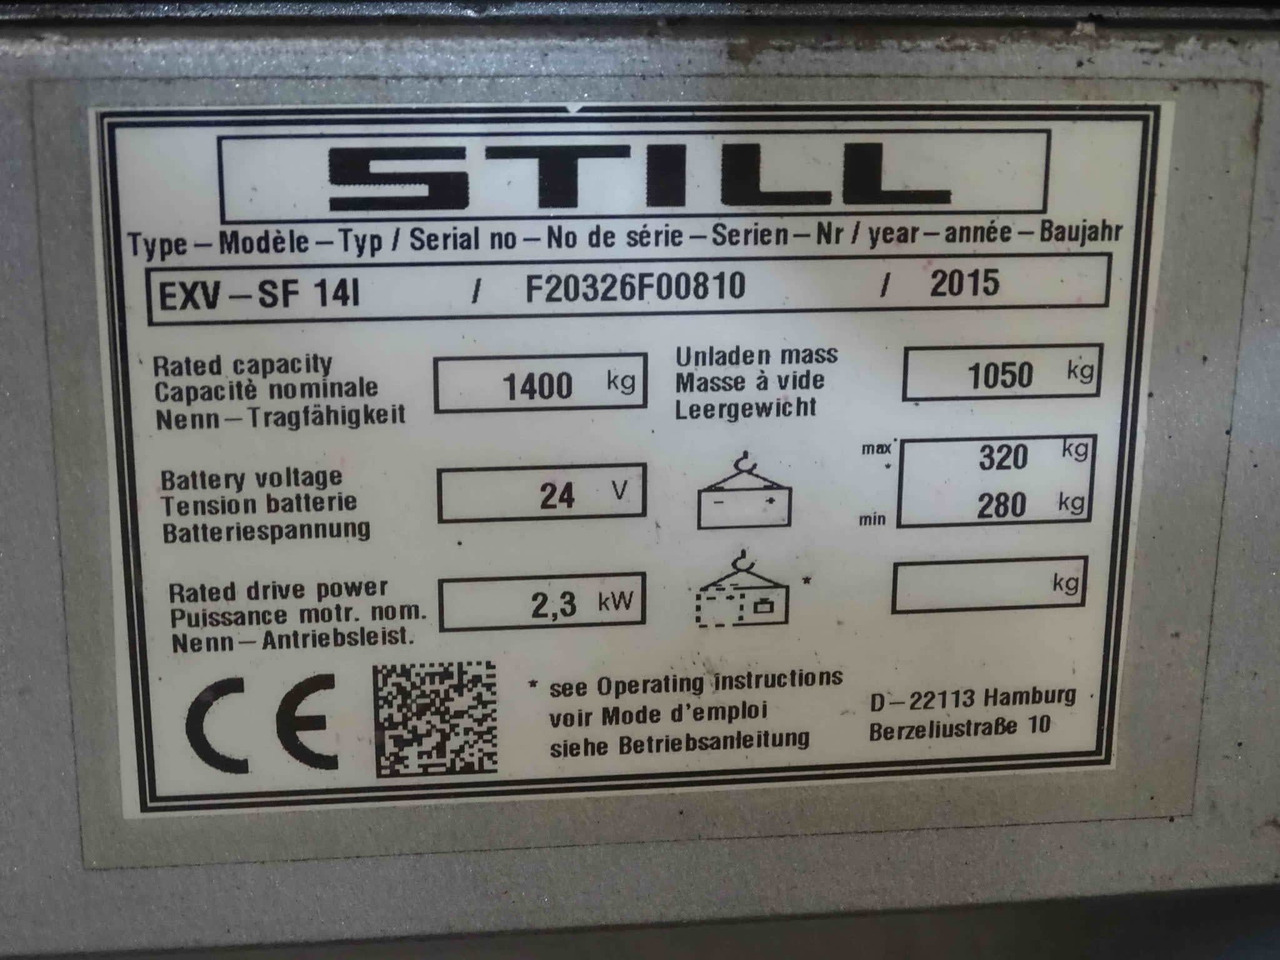 STILL
Type – Modèle – Typ / Serial no – No de série – Serien – Nr / year – année – Baujahr
EXV – SF 14I / F20326F00810 / 2015
Rated capacity
Capacitè nominale
Nenn – Tragfähigkeit
1400 kg
Unladen mass
Masse à vide
Leergewicht
1050 kg
Battery voltage
Tension batterie
Batteriespannung
24 V
- +
max *
320 kg
min
280 kg
Rated drive power
Puissance motr. nom.
Nenn – Antriebsleist.
2,3 kW
*
kg
CE
* see Operating instructions
voir Mode d'emploi
siehe Betriebsanleitung
D – 22113 Hamburg
Berzeliustraße 10